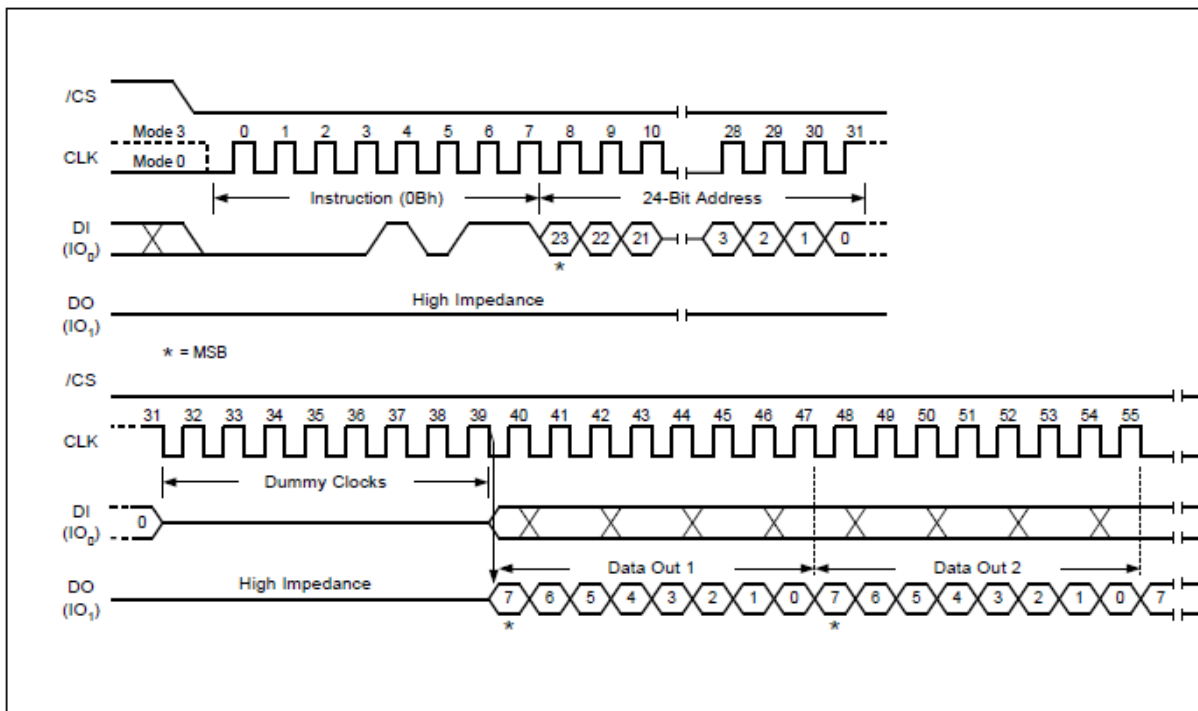 /CS
Mode 3 0 1 2 3 4 5 6 7 8 9 10 28 29 30 31
CLK Mode 0
Instruction (0Bh) 24-Bit Address
DI
(IO0) 23 22 21 3 2 1 0
*
DO High Impedance
(IO1)
* = MSB
/CS
31 32 33 34 35 36 37 38 39 40 41 42 43 44 45 46 47 48 49 50 51 52 53 54 55
CLK
Dummy Clocks
DI 0
(IO0)
Data Out 1 Data Out 2
DO High Impedance 7 6 5 4 3 2 1 0 7 6 5 4 3 2 1 0 7
(IO1)
* *